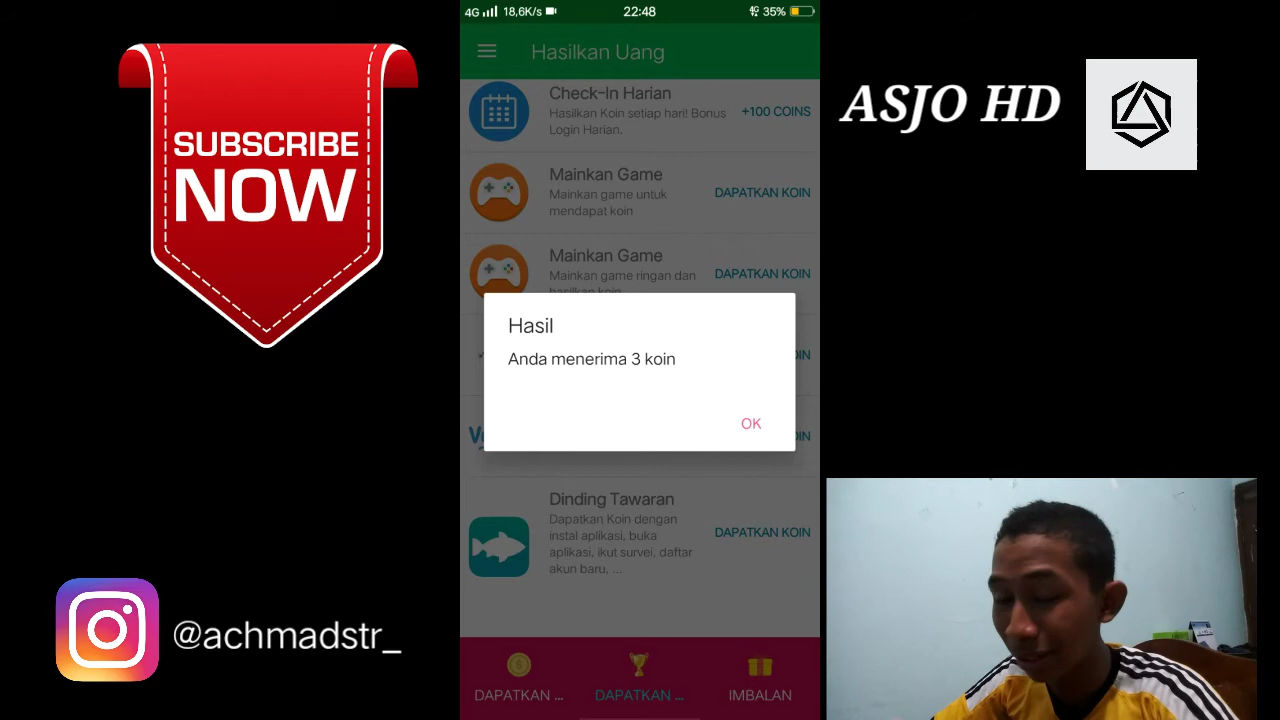 SUBSCRIBE
NOW
@achmadstr_
4G 18,6K/s 22:48 35%
Hasilkan Uang
Check-In Harian
Hasilkan Koin setiap hari! Bonus
Login Harian.
+100 COINS
Mainkan Game
Mainkan game untuk
mendapat koin
DAPATKAN KOIN
Mainkan Game
Mainkan game ringan dan
hasilkan koin
DAPATKAN KOIN
Hasil
Anda menerima 3 koin
OK
Dinding Tawaran
Dapatkan Koin dengan
instal aplikasi, buka
aplikasi, ikut survei, daftar
akun baru, ...
DAPATKAN KOIN
DAPATKAN ...
DAPATKAN ...
IMBALAN
ASJO HD